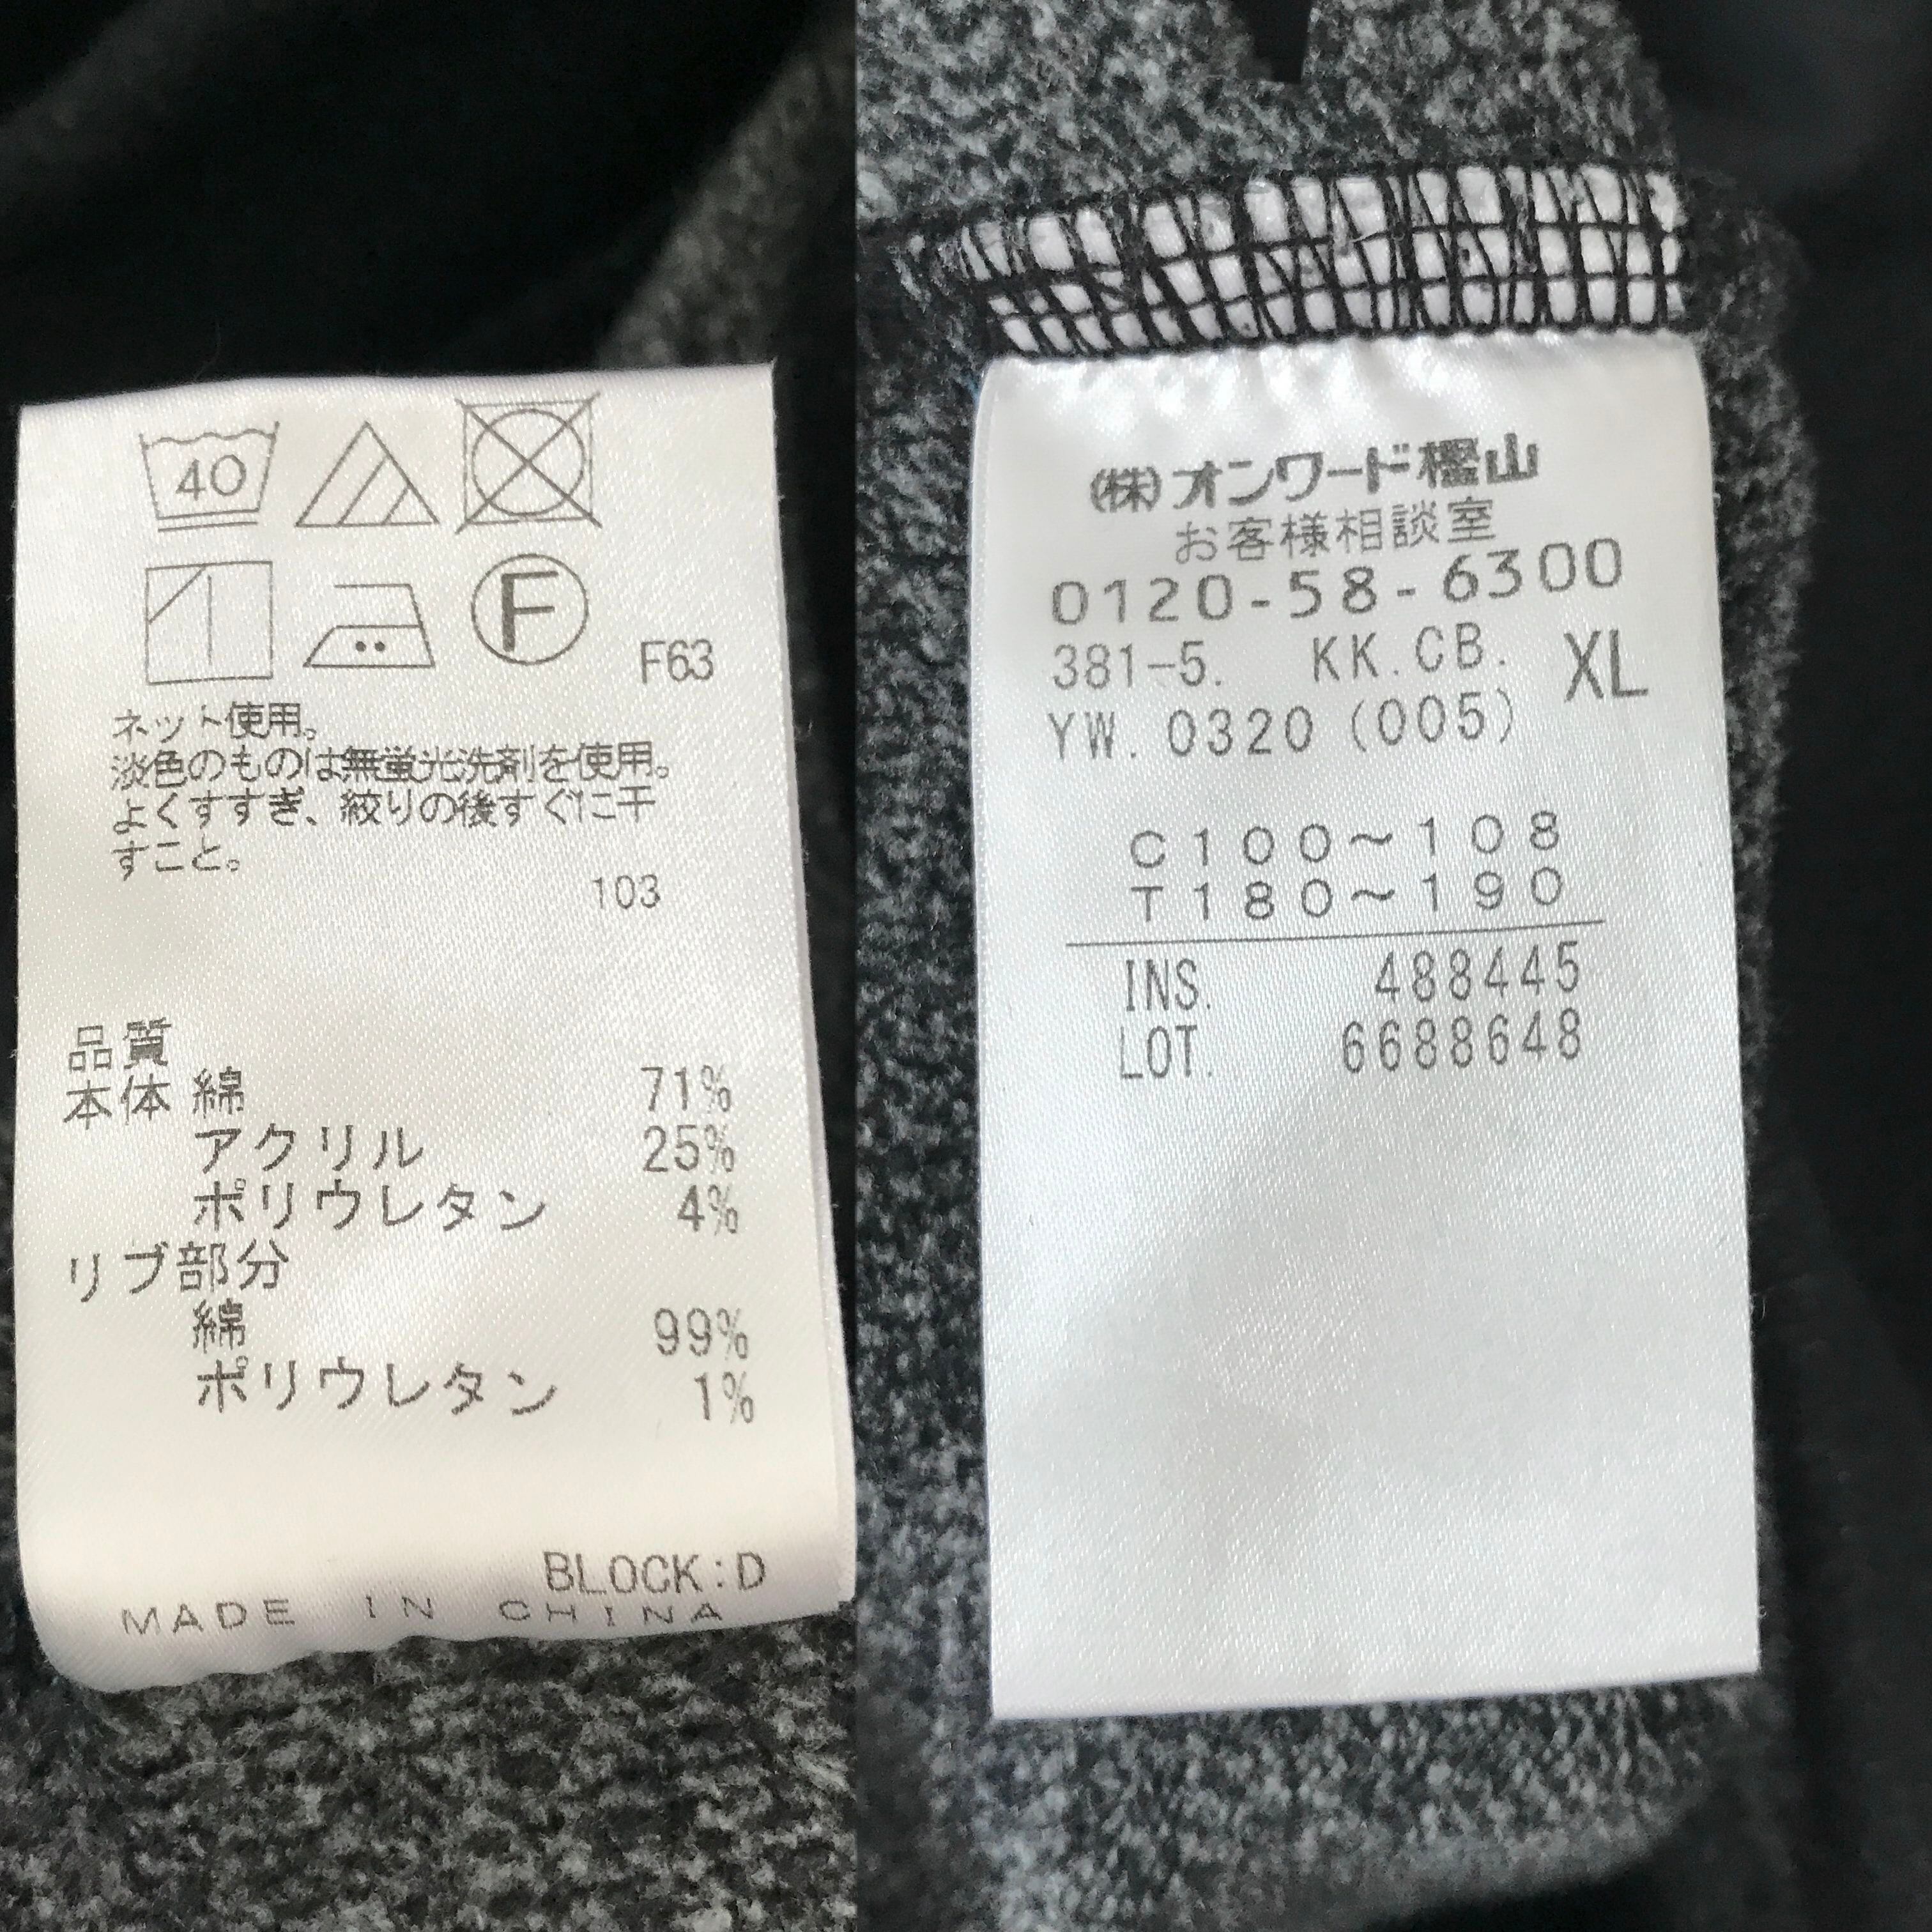 40
F
F63
ネット使用。
淡色のものは無蛍光洗剤を使用。
よくすすぎ、絞りの後すぐに干
すこと。
103
品質
本体 綿 71%
アクリル 25%
ポリウレタン 4%
リブ部分
綿 99%
ポリウレタン 1%
BLOCK:D
MADE IN CHINA
㈱オンワード樫山
お客様相談室
0120-58-6300
381-5. KK.CB. XL
YW.0320(005)
C100~108
T180~190
INS. 488445
LOT. 6688648